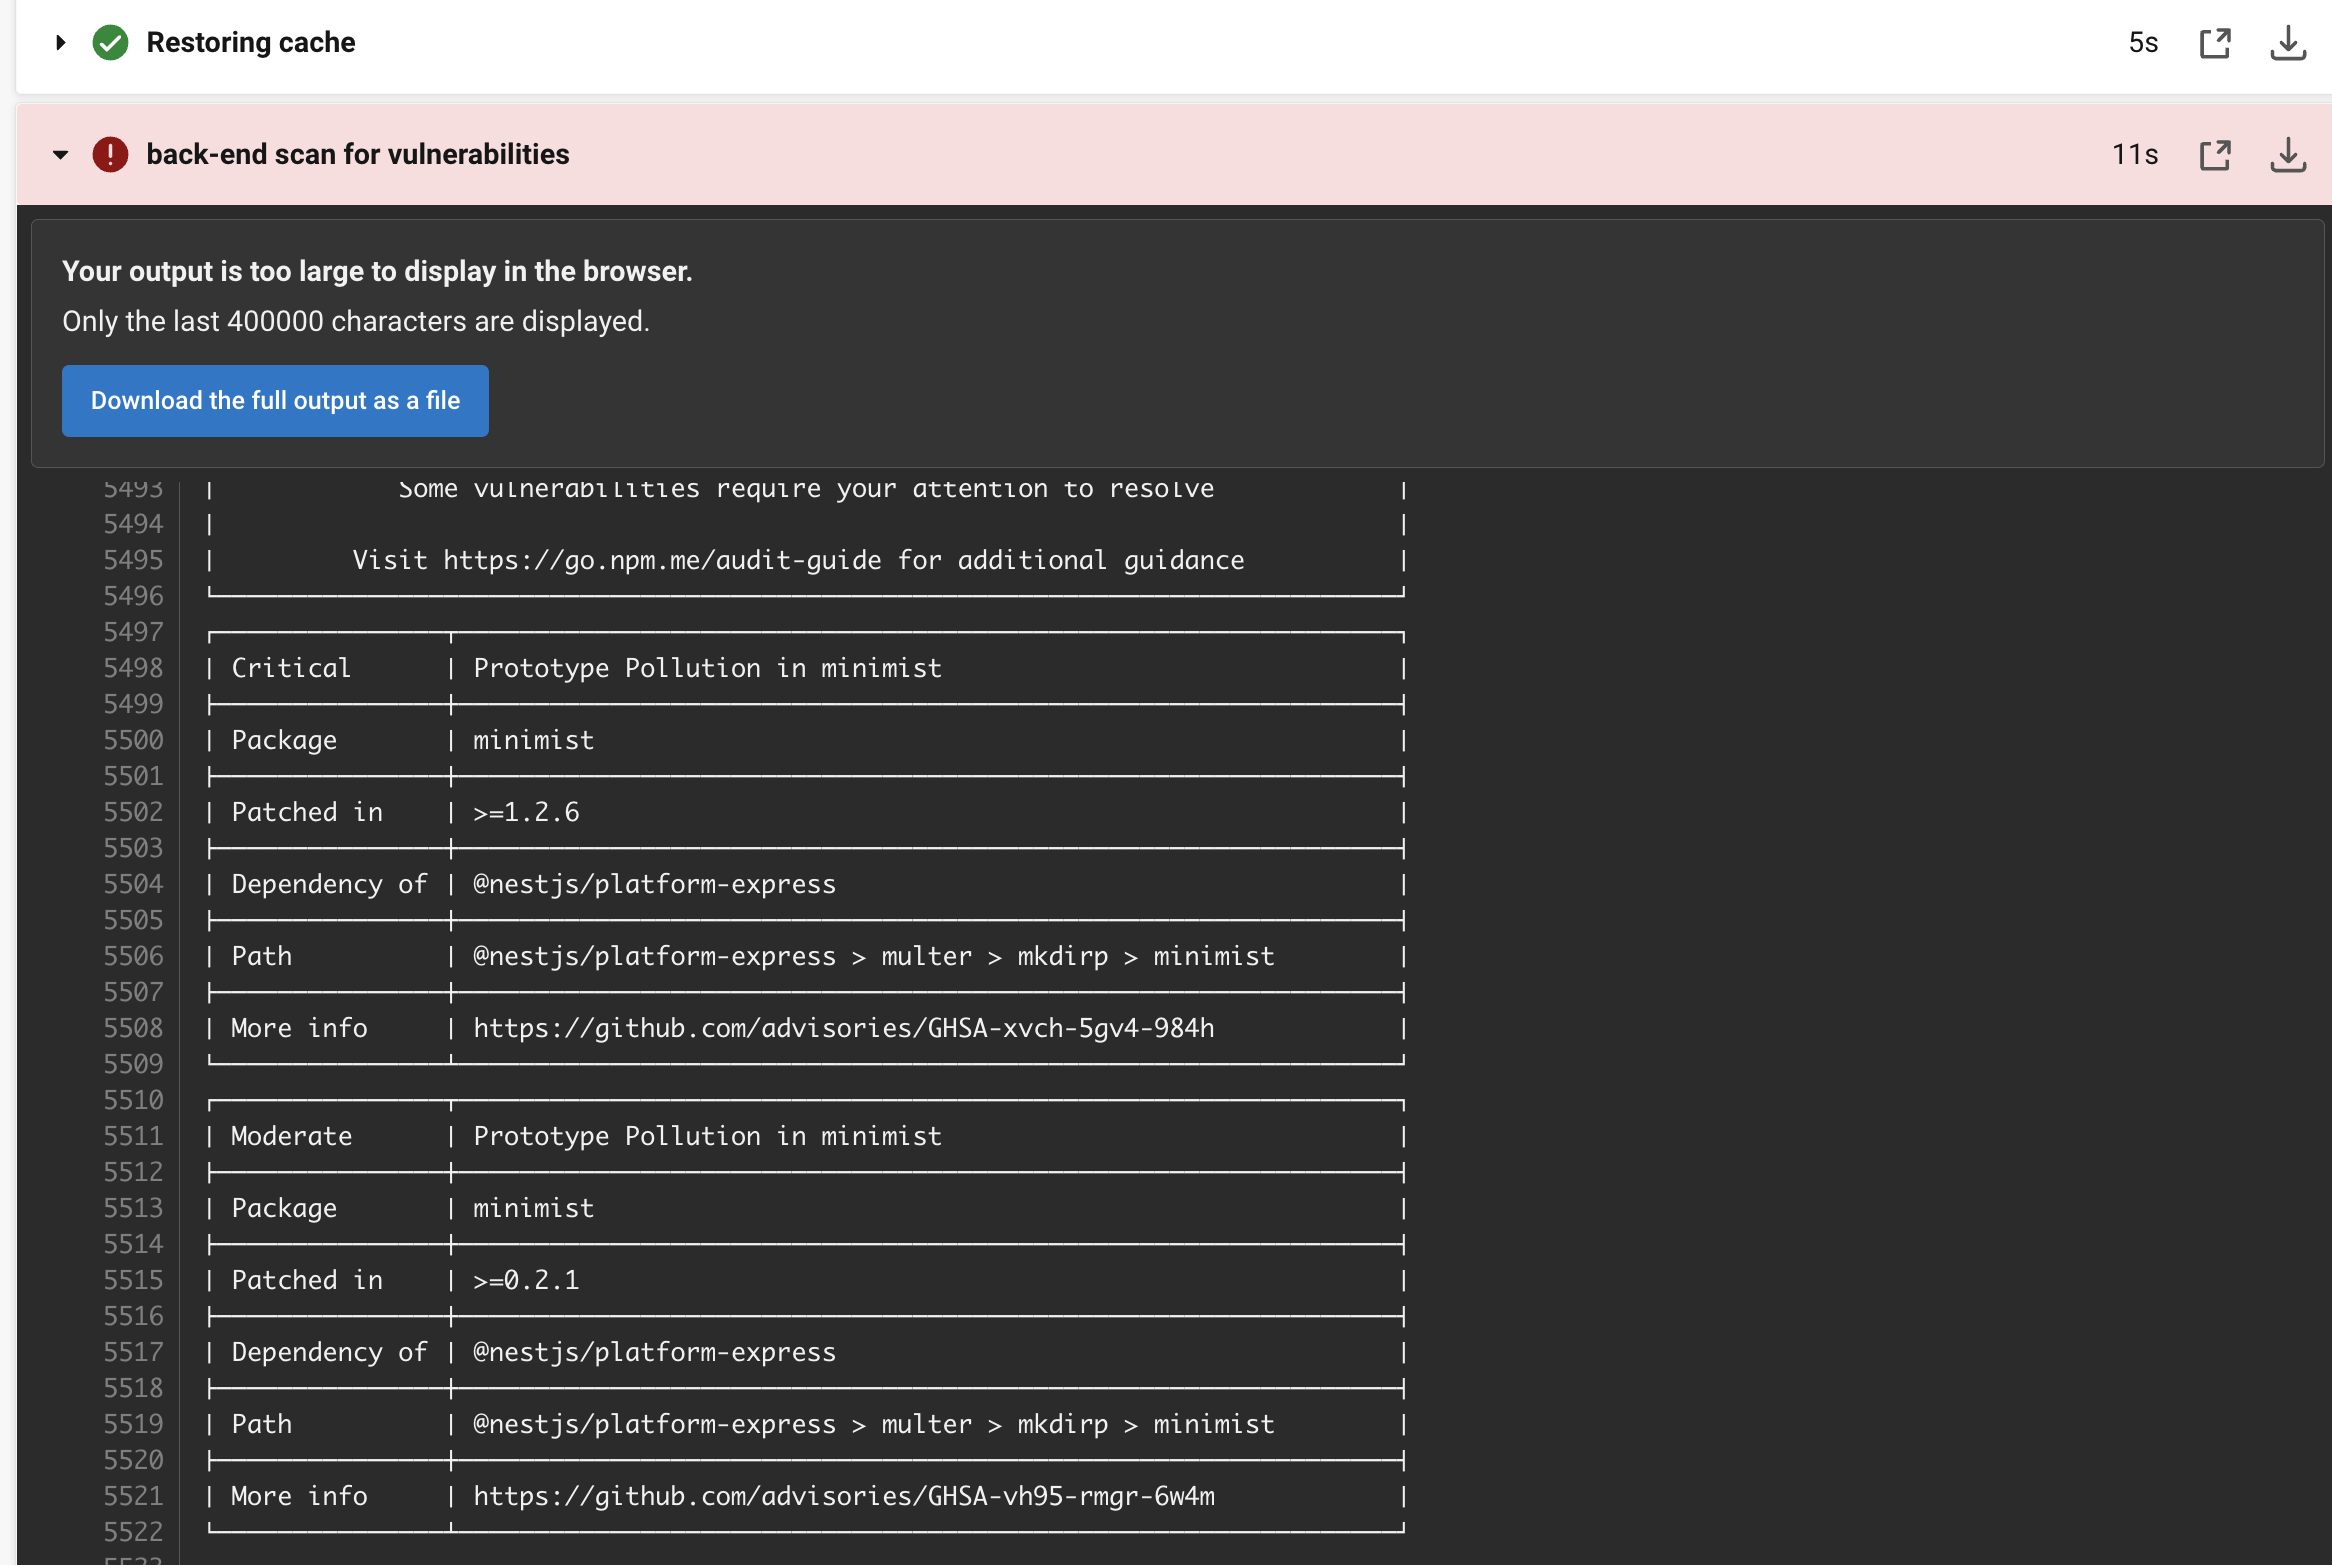 Restoring cache 5s
back-end scan for vulnerabilities 11s
Your output is too large to display in the browser.
Only the last 400000 characters are displayed.
Download the full output as a file
5493 | Some vulnerabilities require your attention to resolve |
5494 | |
5495 | Visit https://go.npm.me/audit-guide for additional guidance |
5496
5497
5498 | Critical | Prototype Pollution in minimist |
5499
5500 | Package | minimist |
5501
5502 | Patched in | >=1.2.6 |
5503
5504 | Dependency of | @nestjs/platform-express |
5505
5506 | Path | @nestjs/platform-express > multer > mkdirp > minimist |
5507
5508 | More info | https://github.com/advisories/GHSA-xvch-5gv4-984h |
5509
5510
5511 | Moderate | Prototype Pollution in minimist |
5512
5513 | Package | minimist |
5514
5515 | Patched in | >=0.2.1 |
5516
5517 | Dependency of | @nestjs/platform-express |
5518
5519 | Path | @nestjs/platform-express > multer > mkdirp > minimist |
5520
5521 | More info | https://github.com/advisories/GHSA-vh95-rmgr-6w4m |
5522